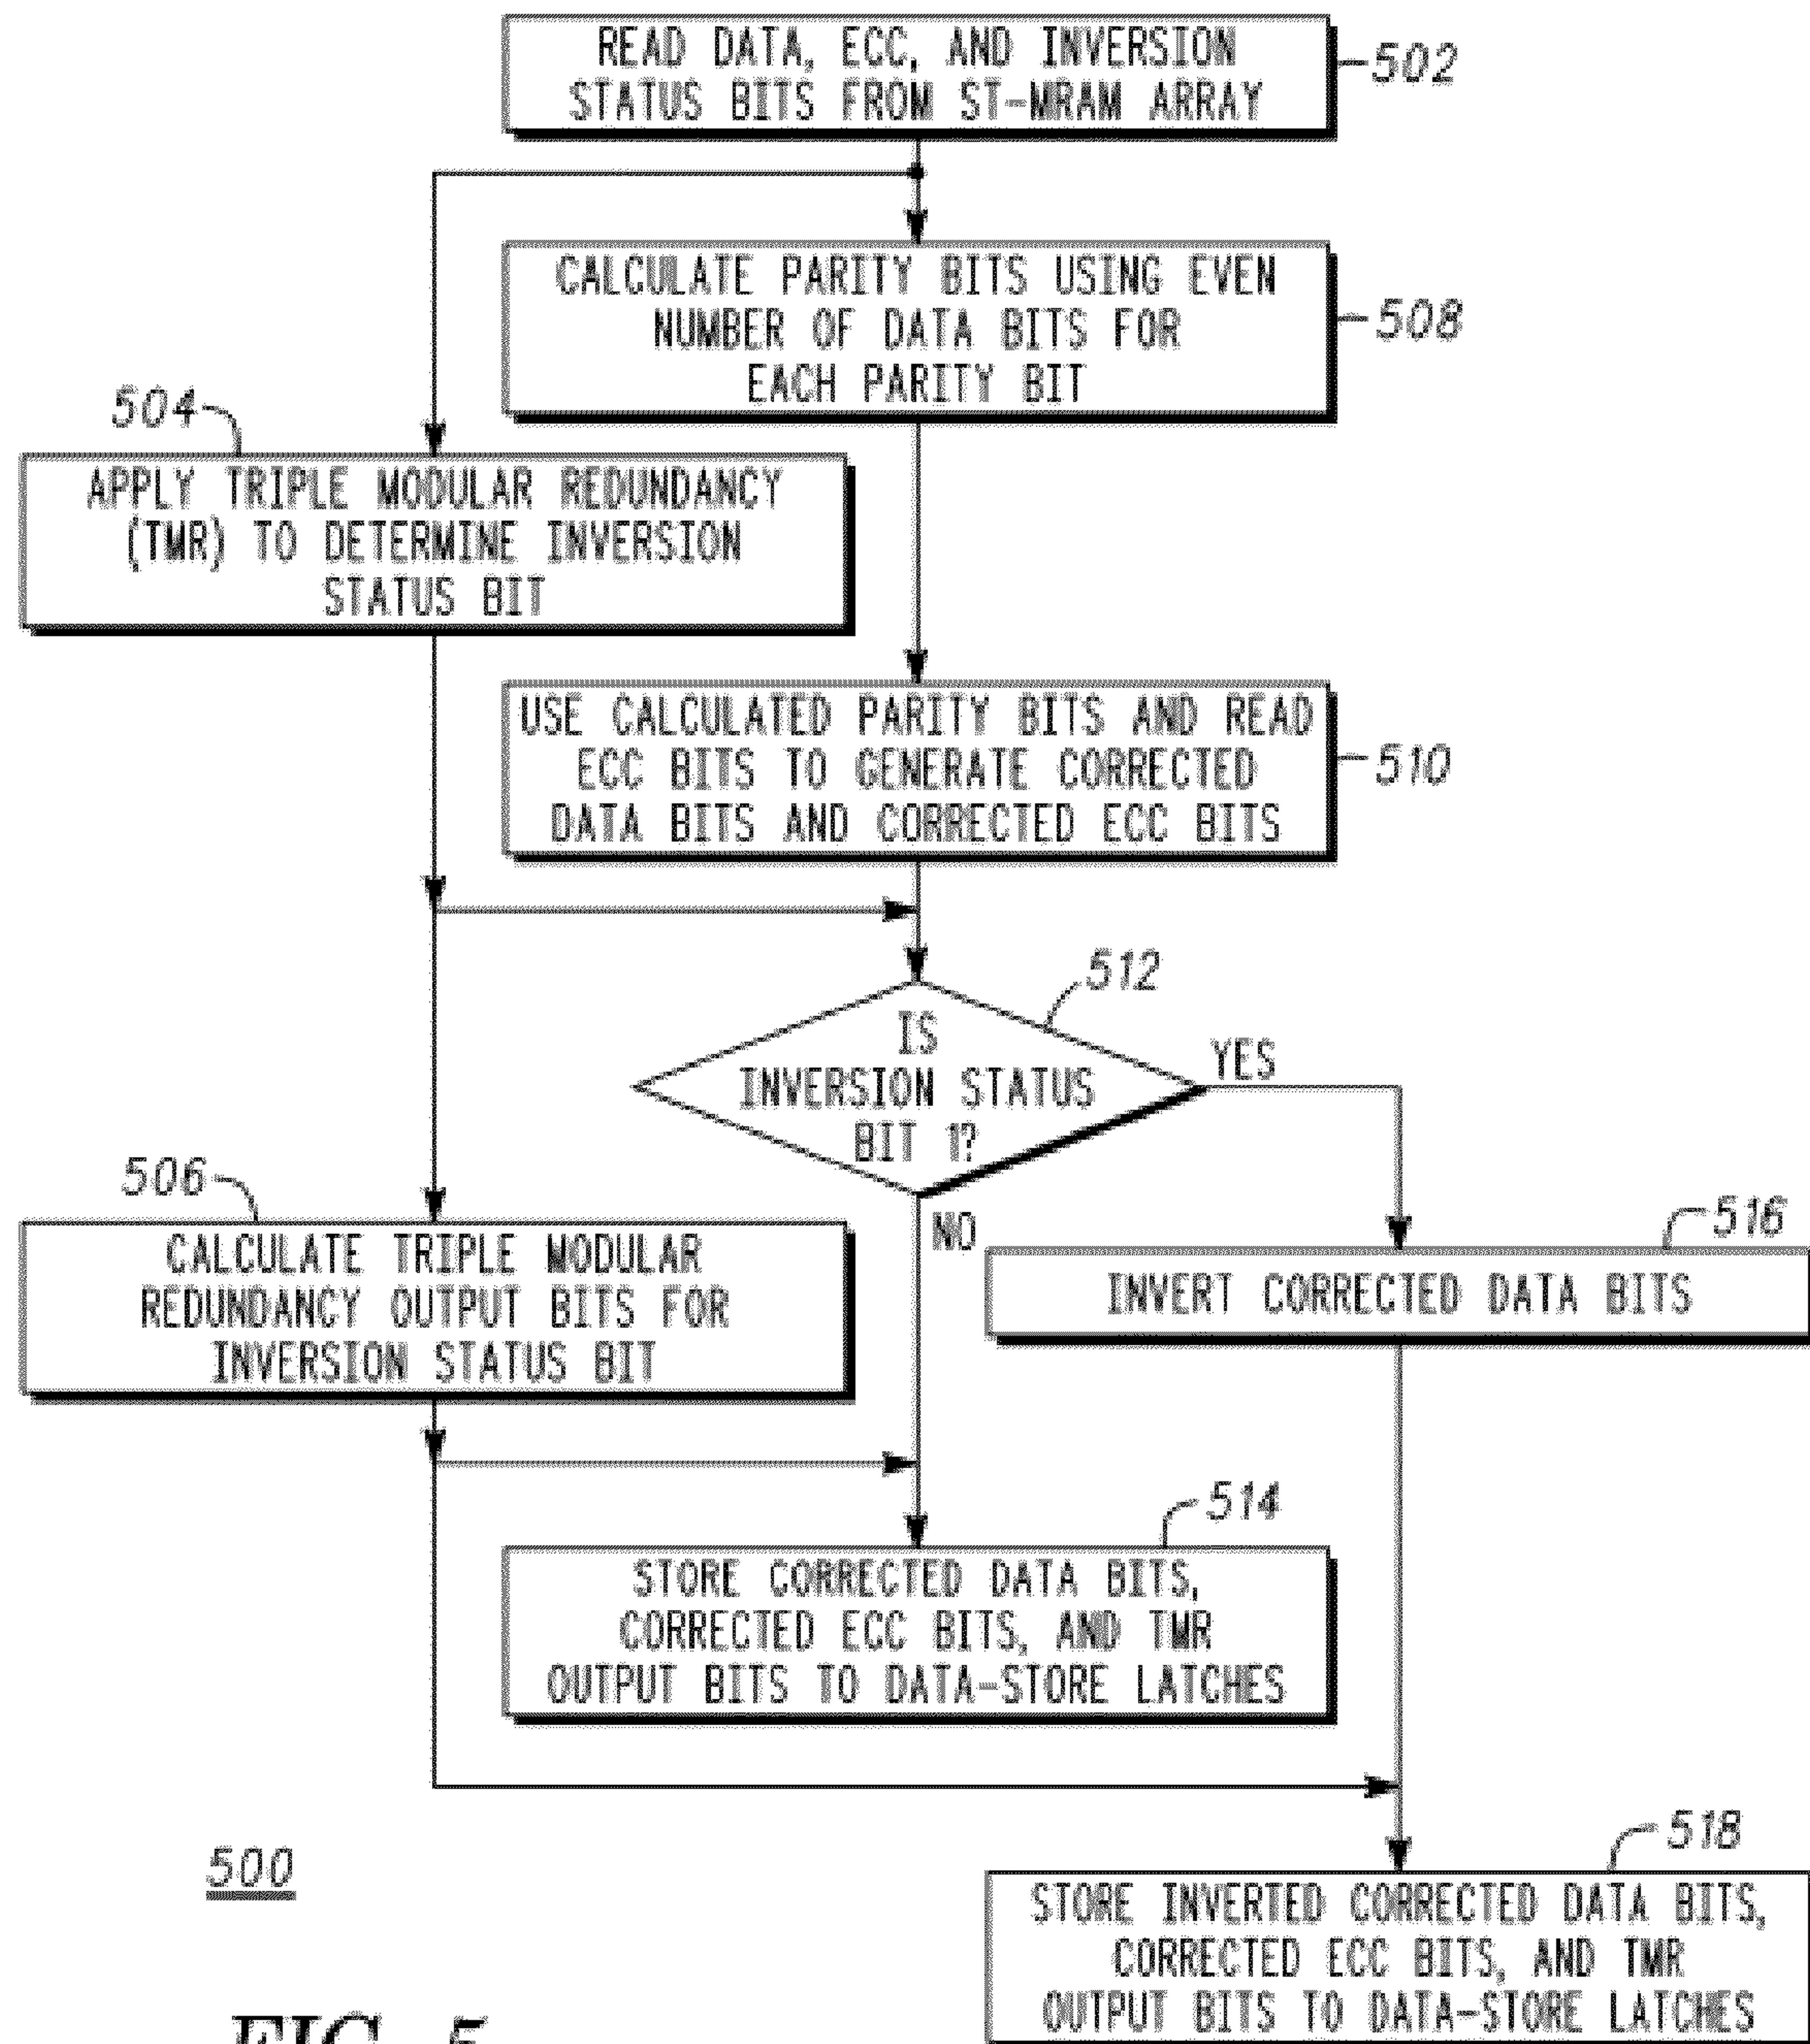 READ DATA, ECC, AND INVERSION
STATUS BITS FROM ST-MRAM ARRAY
502
CALCULATE PARITY BITS USING EVEN
NUMBER OF DATA BITS FOR
EACH PARITY BIT
508
504
APPLY TRIPLE MODULAR REDUNDANCY
(TMR) TO DETERMINE INVERSION
STATUS BIT
USE CALCULATED PARITY BITS AND READ
ECC BITS TO GENERATE CORRECTED
DATA BITS AND CORRECTED ECC BITS
510
512
IS
INVERSION STATUS
BIT 1?
YES
NO
506
CALCULATE TRIPLE MODULAR
REDUNDANCY OUTPUT BITS FOR
INVERSION STATUS BIT
516
INVERT CORRECTED DATA BITS
514
STORE CORRECTED DATA BITS,
CORRECTED ECC BITS, AND TMR
OUTPUT BITS TO DATA-STORE LATCHES
518
STORE INVERTED CORRECTED DATA BITS,
CORRECTED ECC BITS, AND TMR
OUTPUT BITS TO DATA-STORE LATCHES
500
FIG. 5